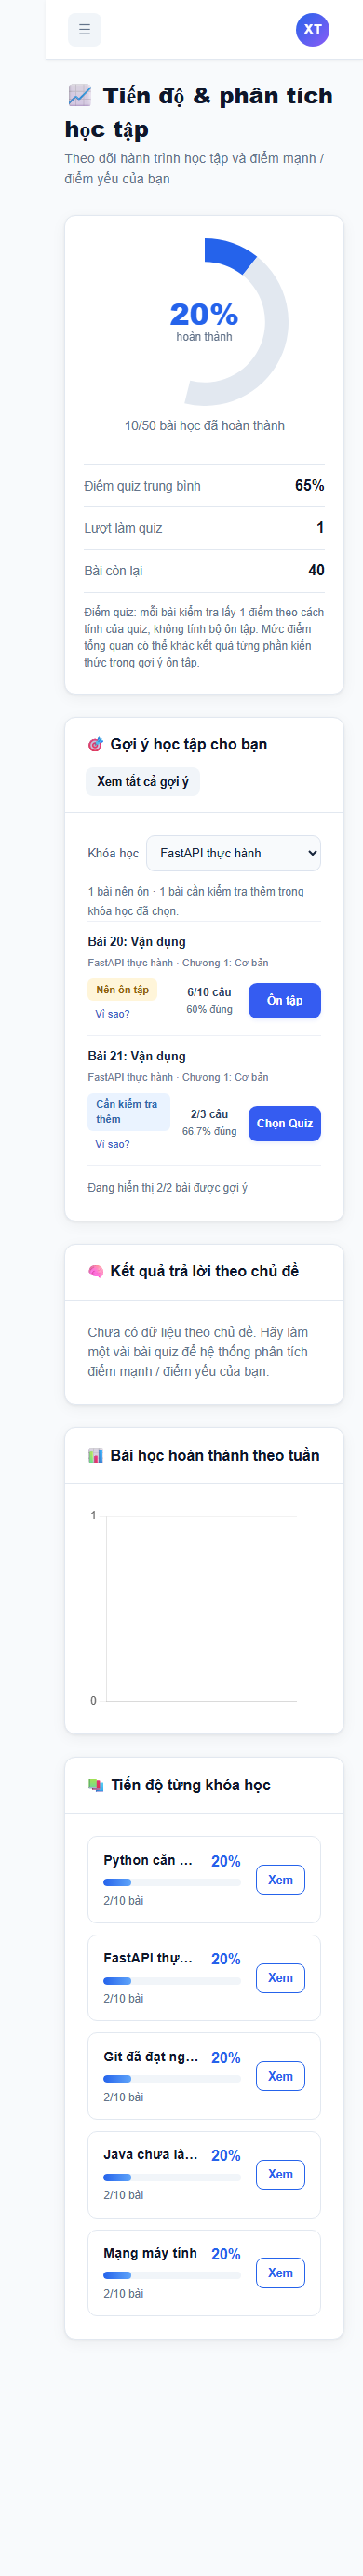 ☰ XT
📈 Tiến độ & phân tích
học tập
Theo dõi hành trình học tập và điểm mạnh /
điểm yếu của bạn
20%
hoàn thành
10/50 bài học đã hoàn thành
Điểm quiz trung bình 65%
Lượt làm quiz 1
Bài còn lại 40
Điểm quiz: mỗi bài kiểm tra lấy 1 điểm theo cách
tính của quiz; không tính bộ ôn tập. Mức điểm
tổng quan có thể khác kết quả từng phần kiến
thức trong gợi ý ôn tập.
🎯 Gợi ý học tập cho bạn
Xem tất cả gợi ý
Khóa học FastAPI thực hành
1 bài nên ôn · 1 bài cần kiểm tra thêm trong
khóa học đã chọn.
Bài 20: Vận dụng
FastAPI thực hành · Chương 1: Cơ bản
Nên ôn tập
Vì sao?
6/10 câu
60% đúng
Ôn tập
Bài 21: Vận dụng
FastAPI thực hành · Chương 1: Cơ bản
Cần kiểm tra
thêm
Vì sao?
2/3 câu
66.7% đúng
Chọn Quiz
Đang hiển thị 2/2 bài được gợi ý
🧠 Kết quả trả lời theo chủ đề
Chưa có dữ liệu theo chủ đề. Hãy làm
một vài bài quiz để hệ thống phân tích
điểm mạnh / điểm yếu của bạn.
📊 Bài học hoàn thành theo tuần
1
0
📚 Tiến độ từng khóa học
Python căn ... 20%
2/10 bài
Xem
FastAPI thự... 20%
2/10 bài
Xem
Git đã đạt ng... 20%
2/10 bài
Xem
Java chưa là... 20%
2/10 bài
Xem
Mạng máy tính 20%
2/10 bài
Xem